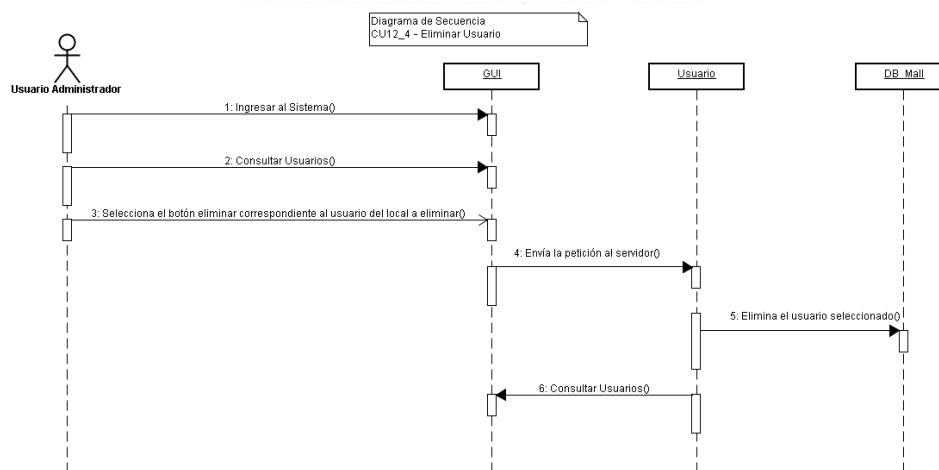 Diagrama de Secuencia
CU12_4 - Eliminar Usuario
Usuario Administrador
GUI
Usuario
DB_Mall
1: Ingresar al Sistema()
2: Consultar Usuarios()
3: Selecciona el botón eliminar correspondiente al usuario del local a eliminar()
4: Envía la petición al servidor()
5: Elimina el usuario seleccionado()
6: Consultar Usuarios()